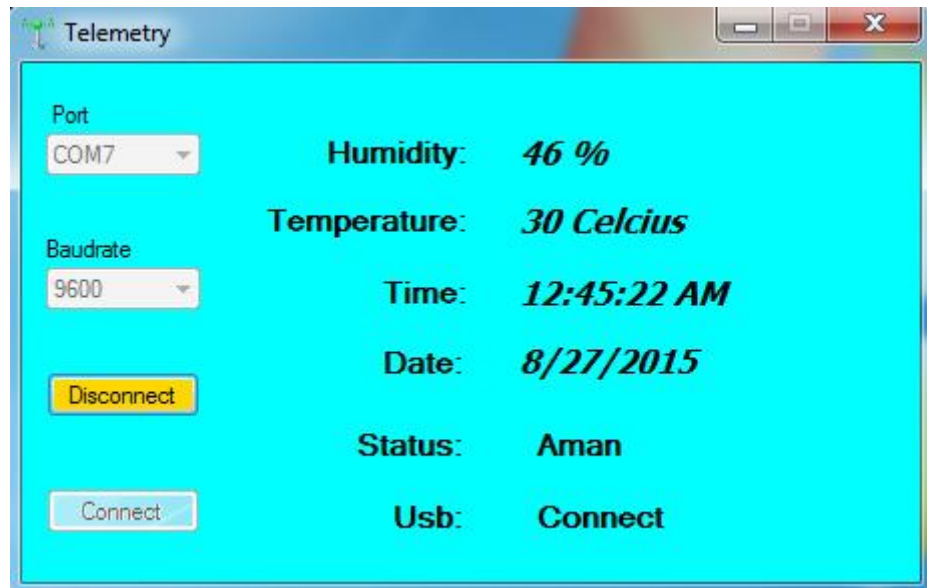 Telemetry
Port
COM7
Humidity: 46 %
Temperature: 30 Celcius
Baudrate
9600
Time: 12:45:22 AM
Date: 8/27/2015
Disconnect
Status: Aman
Connect
Usb: Connect